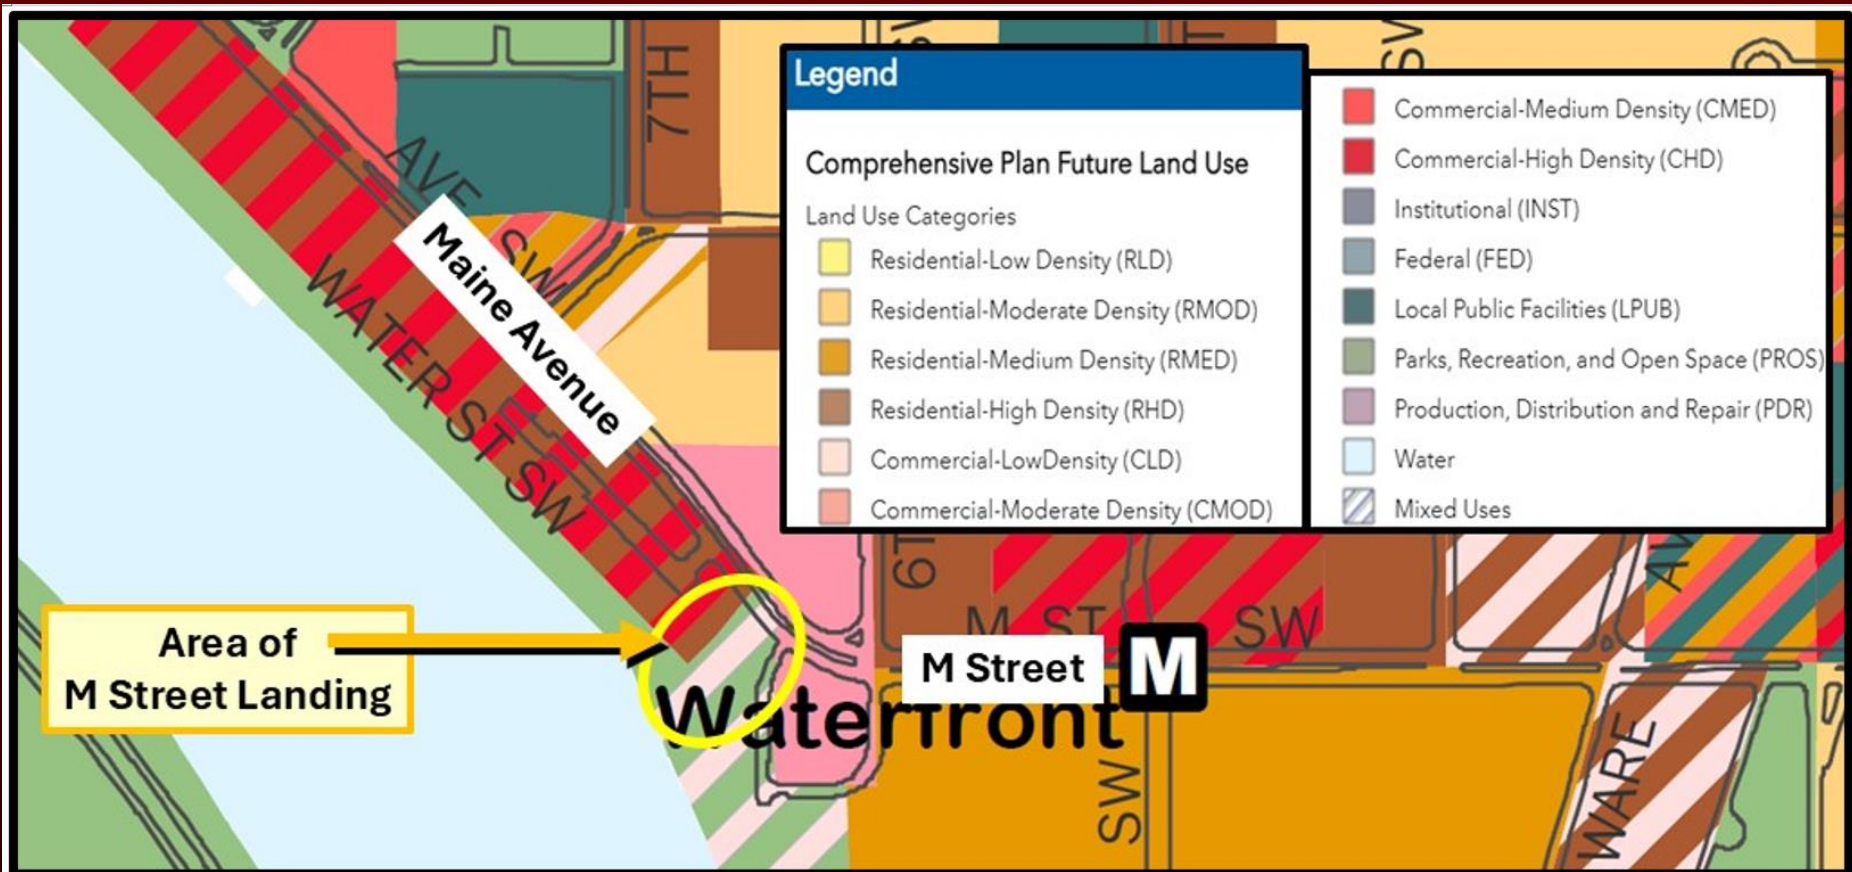 AVE
SW
7TH
SW
T
SW
Maine Avenue
WATER ST SW
Legend
Comprehensive Plan Future Land Use
Land Use Categories
Residential-Low Density (RLD)
Residential-Moderate Density (RMOD)
Residential-Medium Density (RMED)
Residential-High Density (RHD)
Commercial-LowDensity (CLD)
Commercial-Moderate Density (CMOD)
Commercial-Medium Density (CMED)
Commercial-High Density (CHD)
Institutional (INST)
Federal (FED)
Local Public Facilities (LPUB)
Parks, Recreation, and Open Space (PROS)
Production, Distribution and Repair (PDR)
Water
Mixed Uses
6T
AV
M ST SW
M Street
M
Area of
M Street Landing
Waterfront
SW
WARE